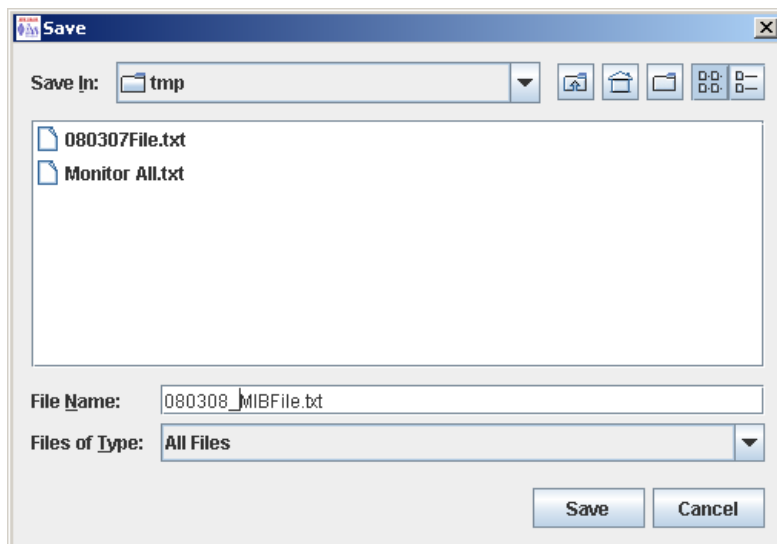 Save
Save In: tmp
080307File.txt
Monitor All.txt
File Name: 080308_MIBFile.txt
Files of Type: All Files
Save Cancel